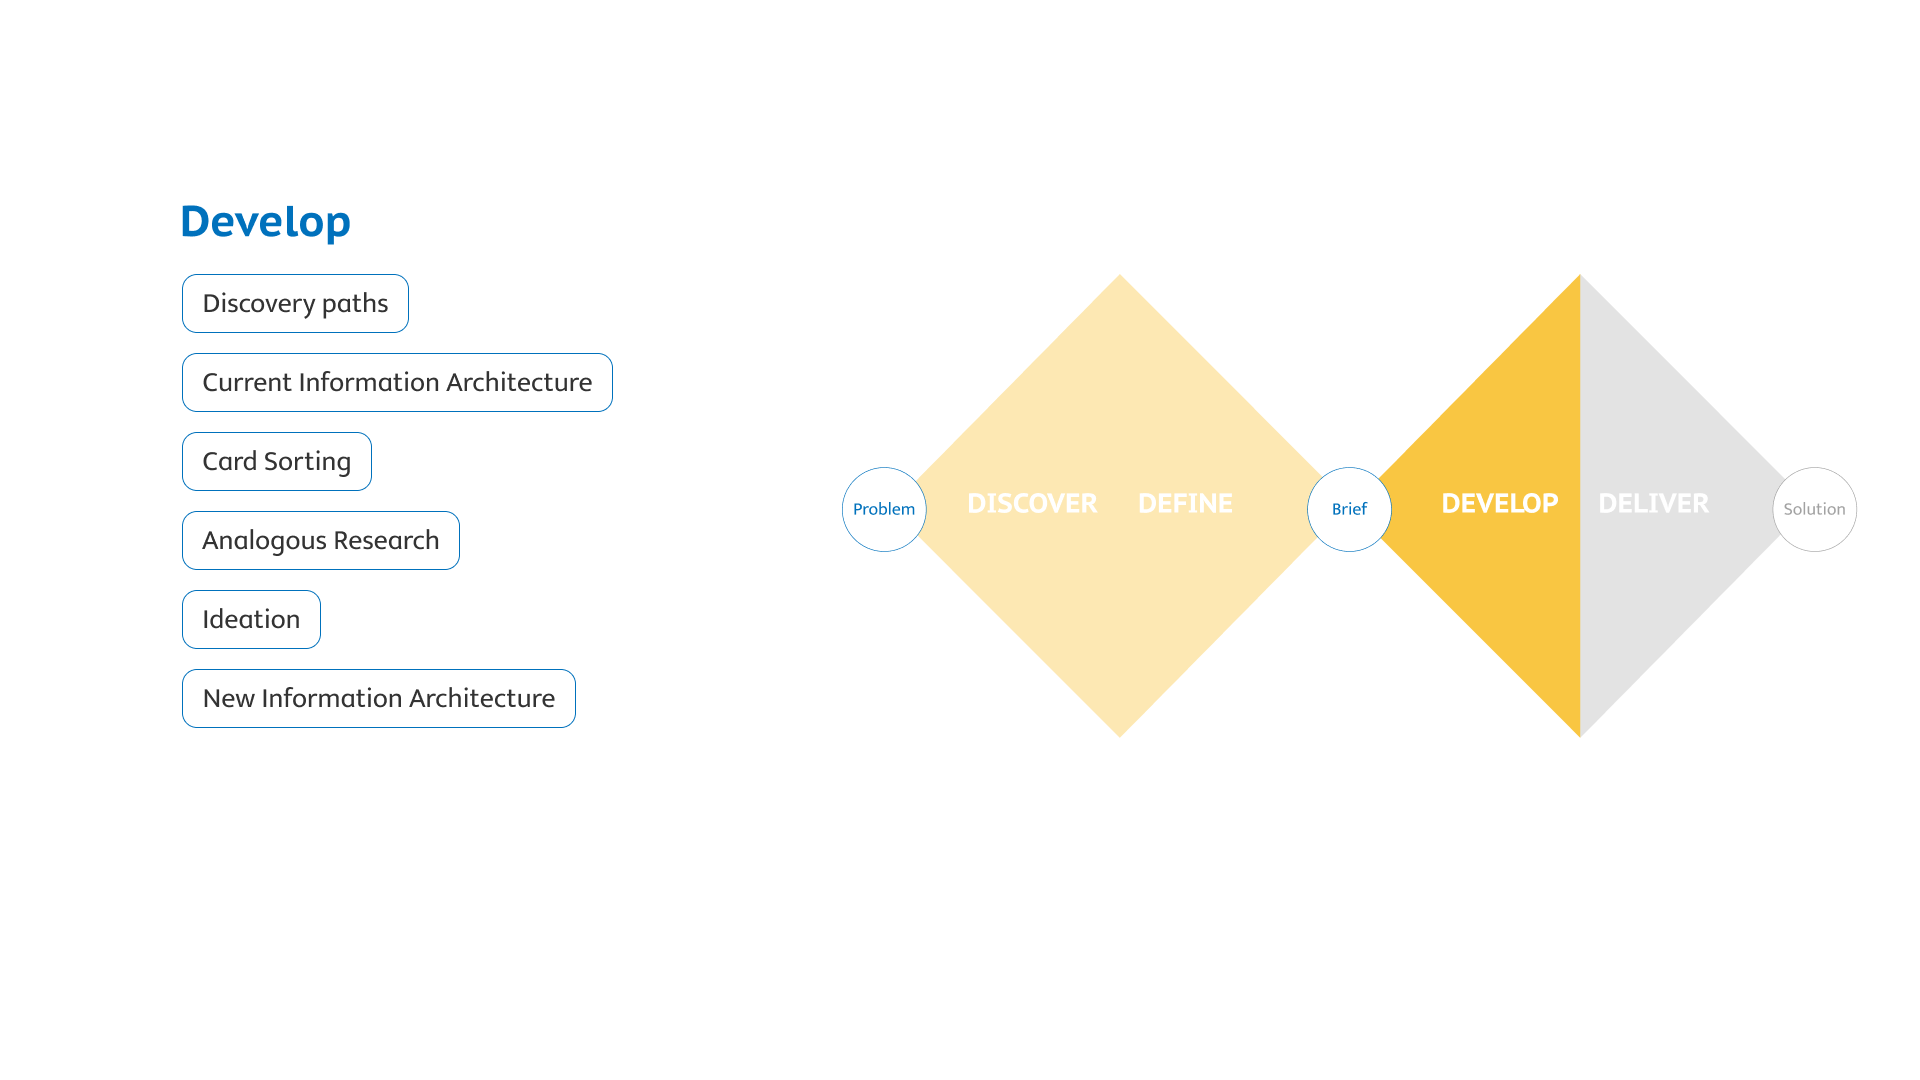 Develop
Discovery paths
Current Information Architecture
Card Sorting
Analogous Research
Ideation
New Information Architecture
Problem
DISCOVER
DEFINE
Brief
DEVELOP
DELIVER
Solution